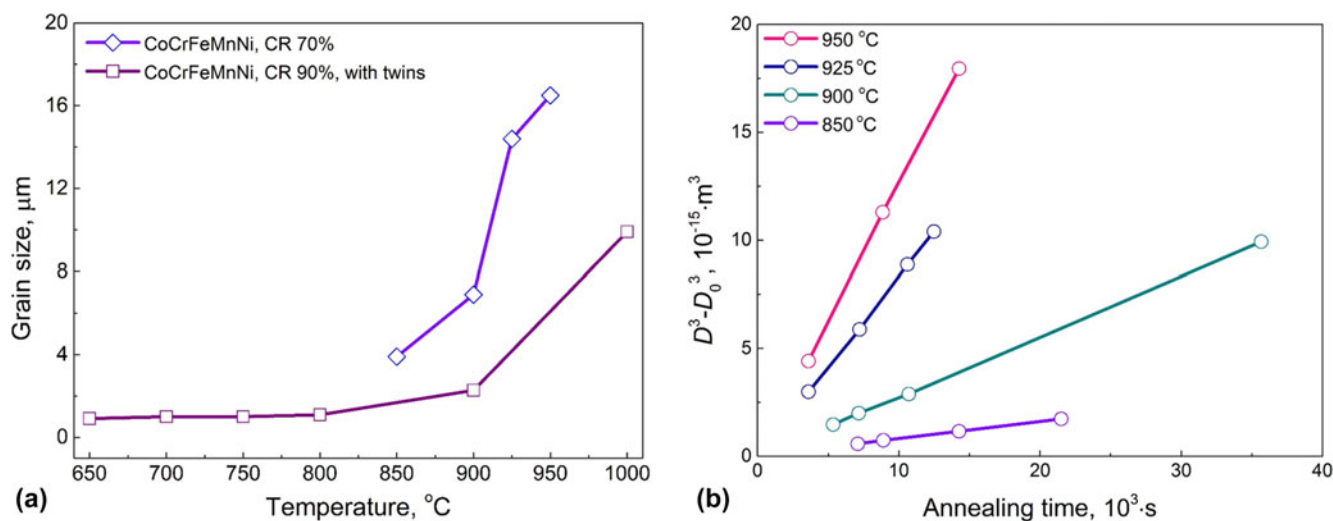 20
16
12
8
4
0
Grain size, μm
CoCrFeMnNi, CR 70%
CoCrFeMnNi, CR 90%, with twins
650 700 750 800 850 900 950 1000
Temperature, °C
(a)
20
15
10
5
0
D³-D₀³, 10⁻¹⁵·m³
950 °C
925 °C
900 °C
850 °C
0 10 20 30 40
Annealing time, 10³·s
(b)